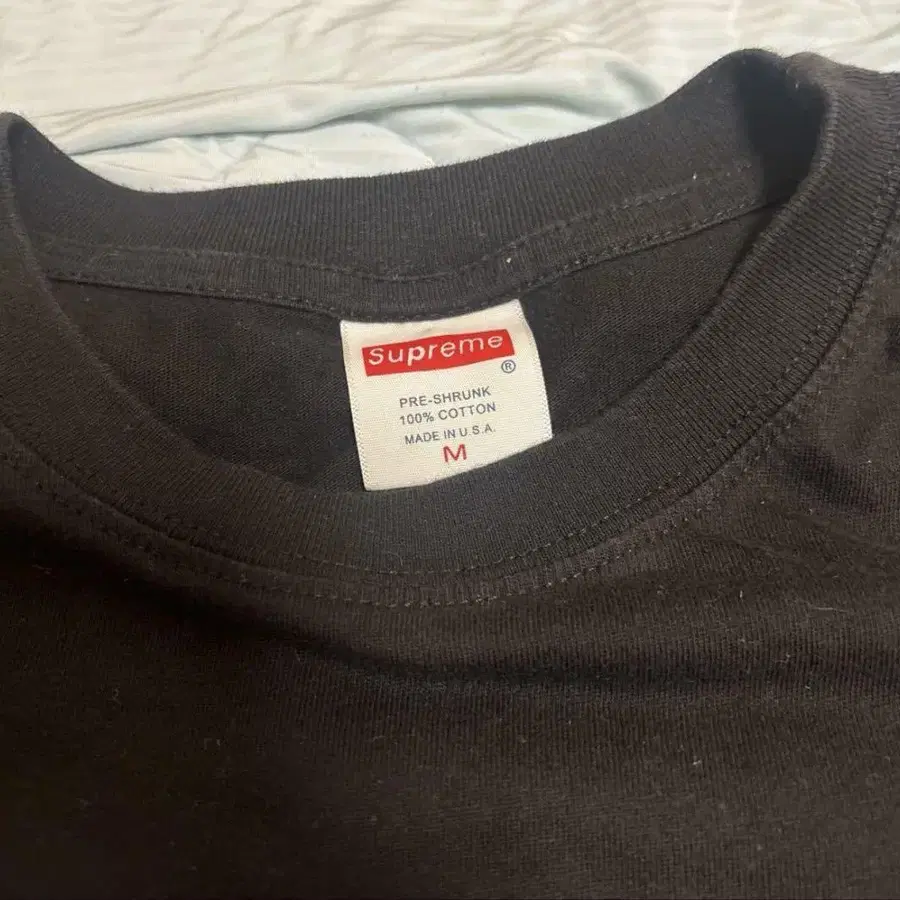 Supreme
®
PRE-SHRUNK
100% COTTON
MADE IN U.S.A.
M